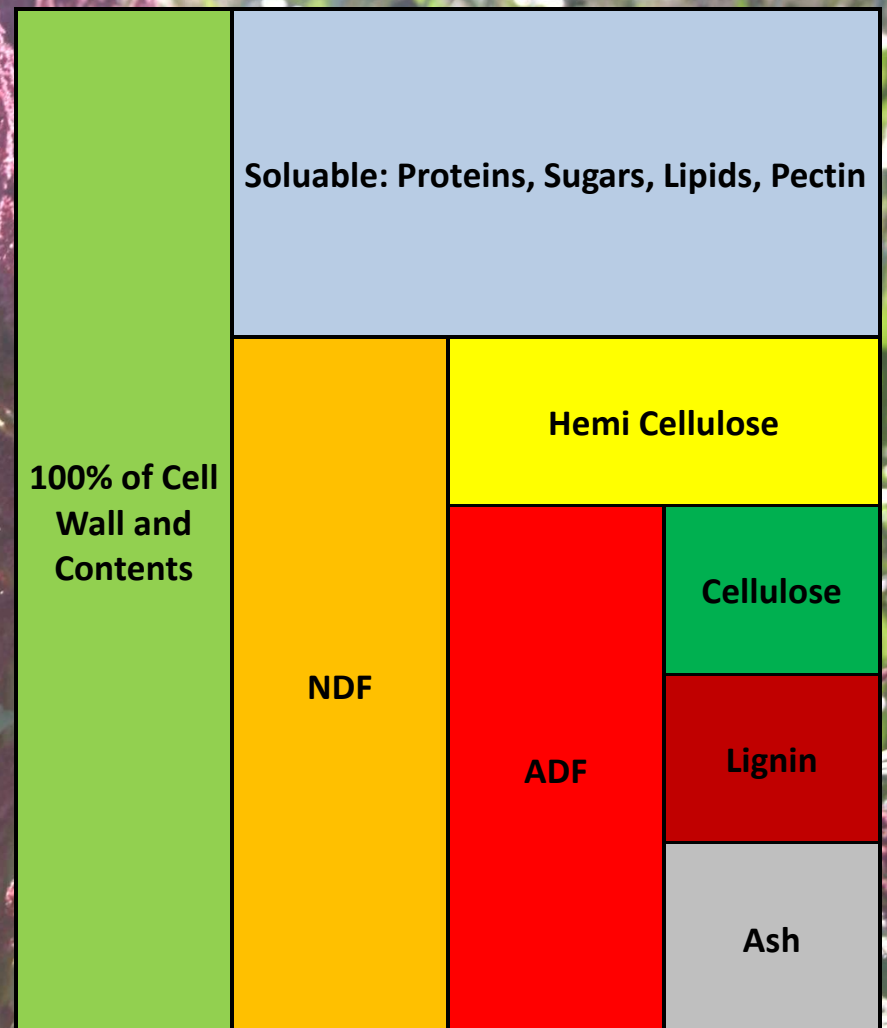 Soluable: Proteins, Sugars, Lipids, Pectin
Hemi Cellulose
100% of Cell
Wall and
Contents
Cellulose
NDF
ADF
Lignin
Ash